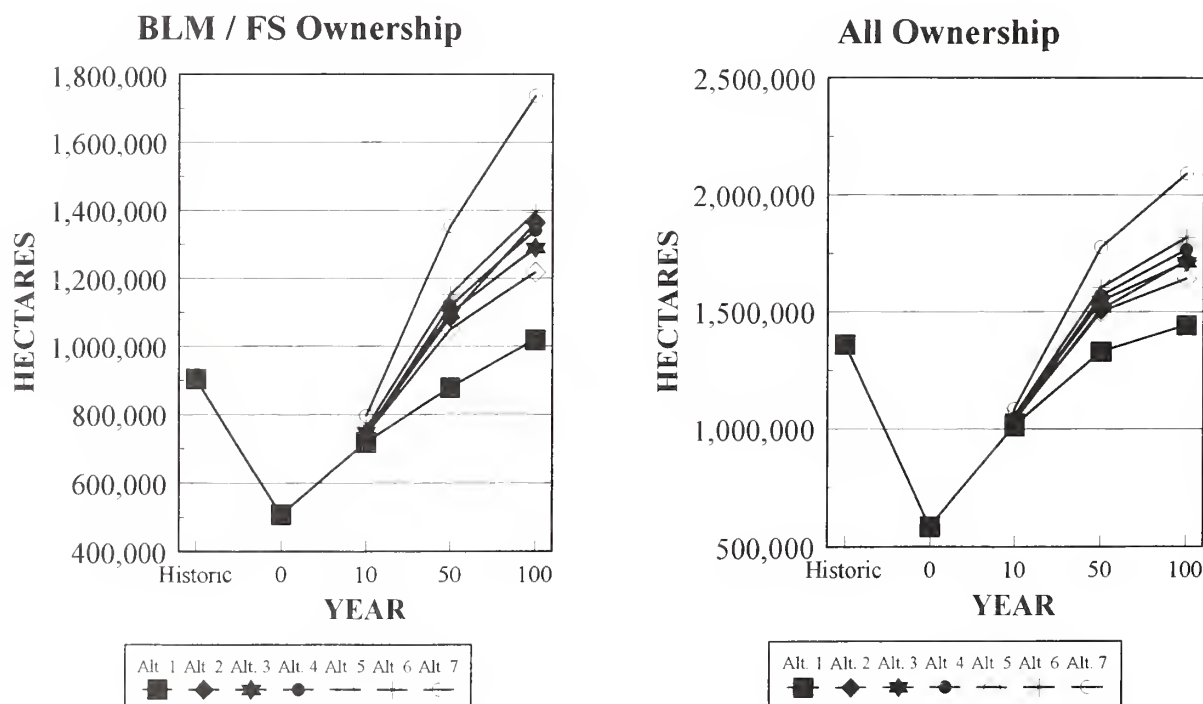 BLM / FS Ownership
HECTARES
1,800,000
1,600,000
1,400,000
1,200,000
1,000,000
800,000
600,000
400,000
Historic 0 10 50 100
YEAR
Alt. 1 Alt. 2 Alt. 3 Alt. 4 Alt. 5 Alt. 6 Alt. 7
All Ownership
HECTARES
2,500,000
2,000,000
1,500,000
1,000,000
500,000
Historic 0 10 50 100
YEAR
Alt. 1 Alt. 2 Alt. 3 Alt. 4 Alt. 5 Alt. 6 Alt. 7